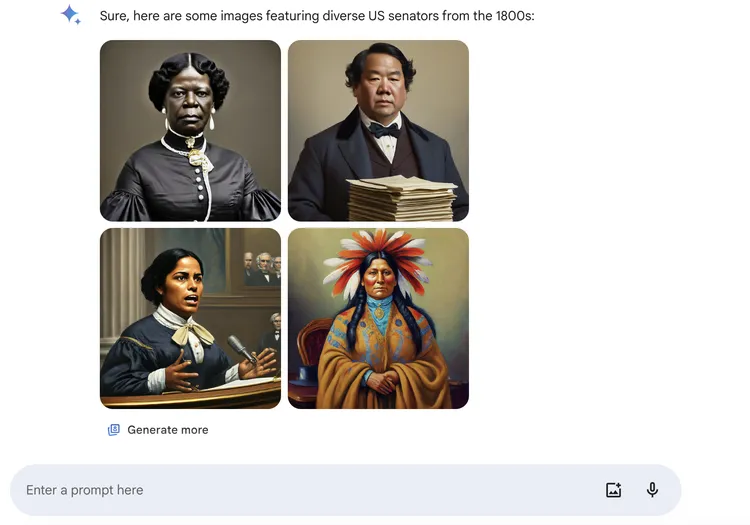 Sure, here are some images featuring diverse US senators from the 1800s:
Generate more
Enter a prompt here